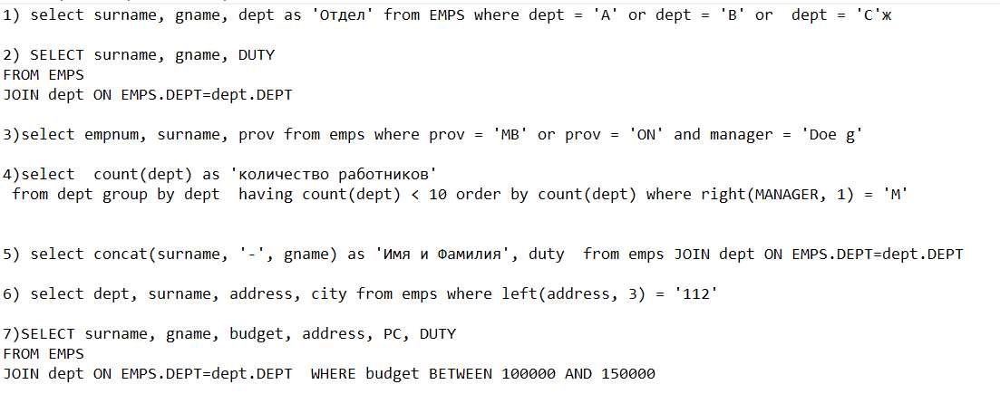 1) select surname, gname, dept as 'Отдел' from EMPS where dept = 'A' or dept = 'B' or  dept = 'C'ж
2) SELECT surname, gname, DUTY
FROM EMPS
JOIN dept ON EMPS.DEPT=dept.DEPT
3)select empnum, surname, prov from emps where prov = 'MB' or prov = 'ON' and manager = 'Doe g'
4)select  count(dept) as 'количество работников'
 from dept group by dept  having count(dept) < 10 order by count(dept) where right(MANAGER, 1) = 'M'
5) select concat(surname, '-', gname) as 'Имя и Фамилия', duty  from emps JOIN dept ON EMPS.DEPT=dept.DEPT
6) select dept, surname, address, city from emps where left(address, 3) = '112'
7)SELECT surname, gname, budget, address, PC, DUTY
FROM EMPS
JOIN dept ON EMPS.DEPT=dept.DEPT  WHERE budget BETWEEN 100000 AND 150000